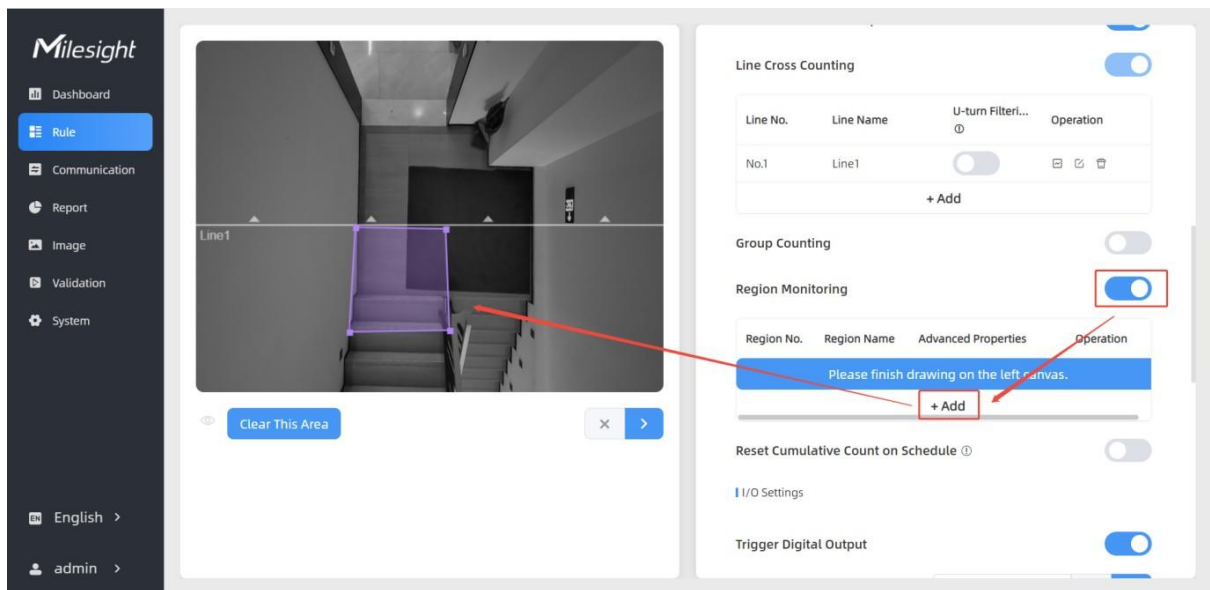 Milesight
Dashboard
Rule
Communication
Report
Image
Validation
System
EN English >
admin >
Line1
Clear This Area
Line Cross Counting
Line No. Line Name U-turn Filteri... Operation
No.1 Line1
+ Add
Group Counting
Region Monitoring
Region No. Region Name Advanced Properties Operation
Please finish drawing on the left canvas.
+ Add
Reset Cumulative Count on Schedule
I/O Settings
Trigger Digital Output